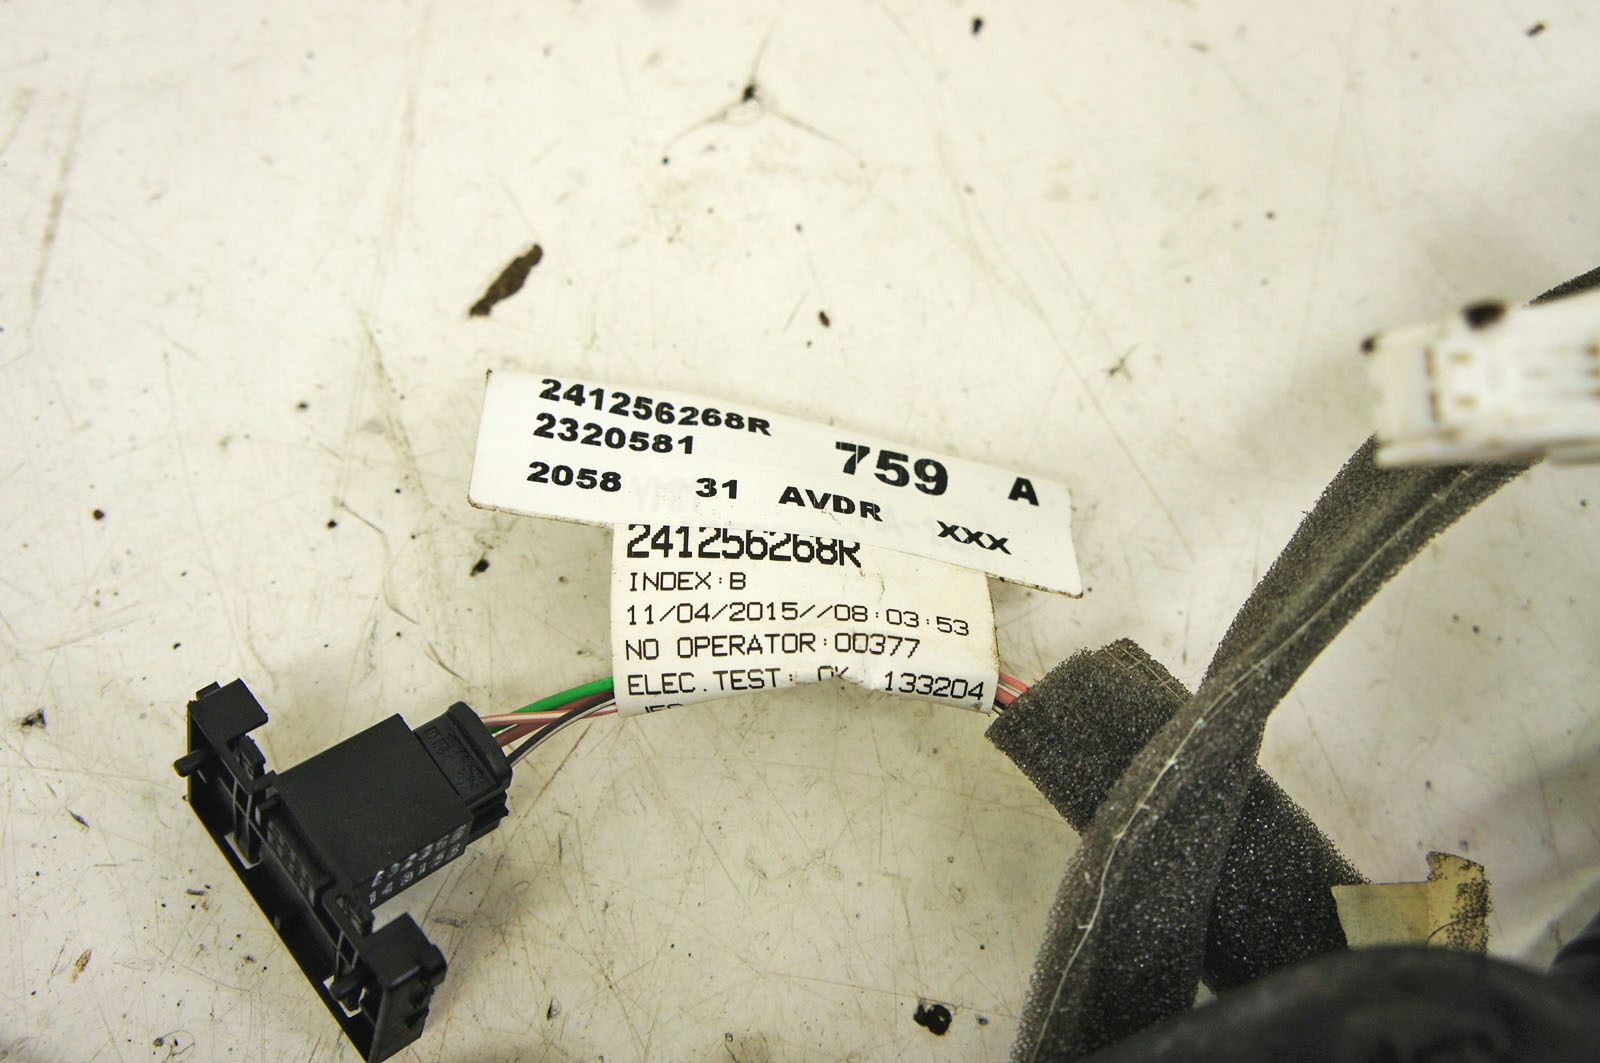 241256268R
2320581 759 A
2058 31 AVDR XXX
241256268R
INDEX:B
11/04/2015//08:03:53
NO OPERATOR:00377
ELEC.TEST: OK 133204